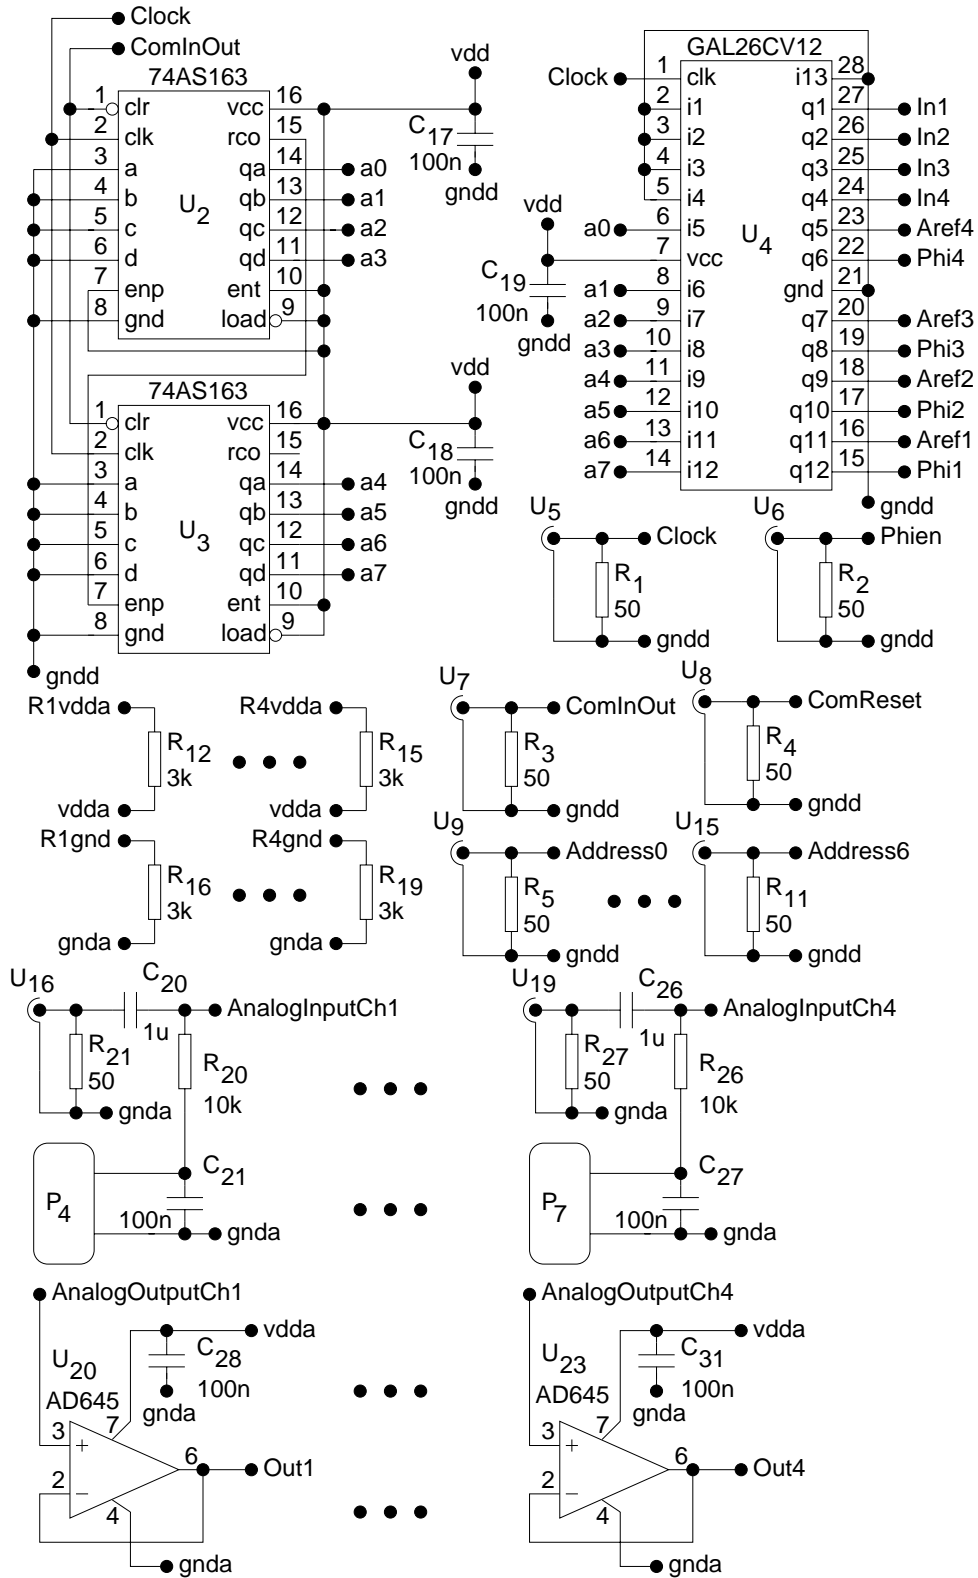 Clock
ComInOut
74AS163
1 clr vcc 16
2 clk rco 15
3 a qa 14 a0
4 b qb 13 a1
5 c qc 12 a2
6 d qd 11 a3
7 enp ent 10
8 gnd load 9
U2
vdd
C17
100n
gndd
74AS163
1 clr vcc 16
2 clk rco 15
3 a qa 14 a4
4 b qb 13 a5
5 c qc 12 a6
6 d qd 11 a7
7 enp ent 10
8 gnd load 9
U3
gndd
vdd
C18
100n
gndd
GAL26CV12
Clock 1 clk i13 28
2 i1 q1 27 In1
3 i2 q2 26 In2
4 i3 q3 25 In3
5 i4 q4 24 In4
a0 6 i5 q5 23 Aref4
7 vcc q6 22 Phi4
a1 8 i6 gnd 21
a2 9 i7 q7 20 Aref3
a3 10 i8 q8 19 Phi3
a4 11 i9 q9 18 Aref2
a5 12 i10 q10 17 Phi2
a6 13 i11 q11 16 Aref1
a7 14 i12 q12 15 Phi1
U4
gndd
vdd
C19
100n
gndd
U5 Clock
R1
50
gndd
U6 Phien
R2
50
gndd
R1vdda
R12
3k
vdda
R4vdda
R15
3k
vdda
U7 ComInOut
R3
50
gndd
U8 ComReset
R4
50
gndd
R1gnd
R16
3k
gnda
R4gnd
R19
3k
gnda
U9 Address0
R5
50
gndd
U15 Address6
R11
50
gndd
U16 C20 AnalogInputCh1
1u
R21
50
R20
10k
gnda
P4
C21
100n gnda
U19 C26 AnalogInputCh4
1u
R27
50
R26
10k
gnda
P7
C27
100n gnda
AnalogOutputCh1
vdda
U20
AD645
C28
100n
gnda
7
3 +
2 −
6 Out1
4
gnda
AnalogOutputCh4
vdda
U23
AD645
C31
100n
gnda
7
3 +
2 −
6 Out4
4
gnda